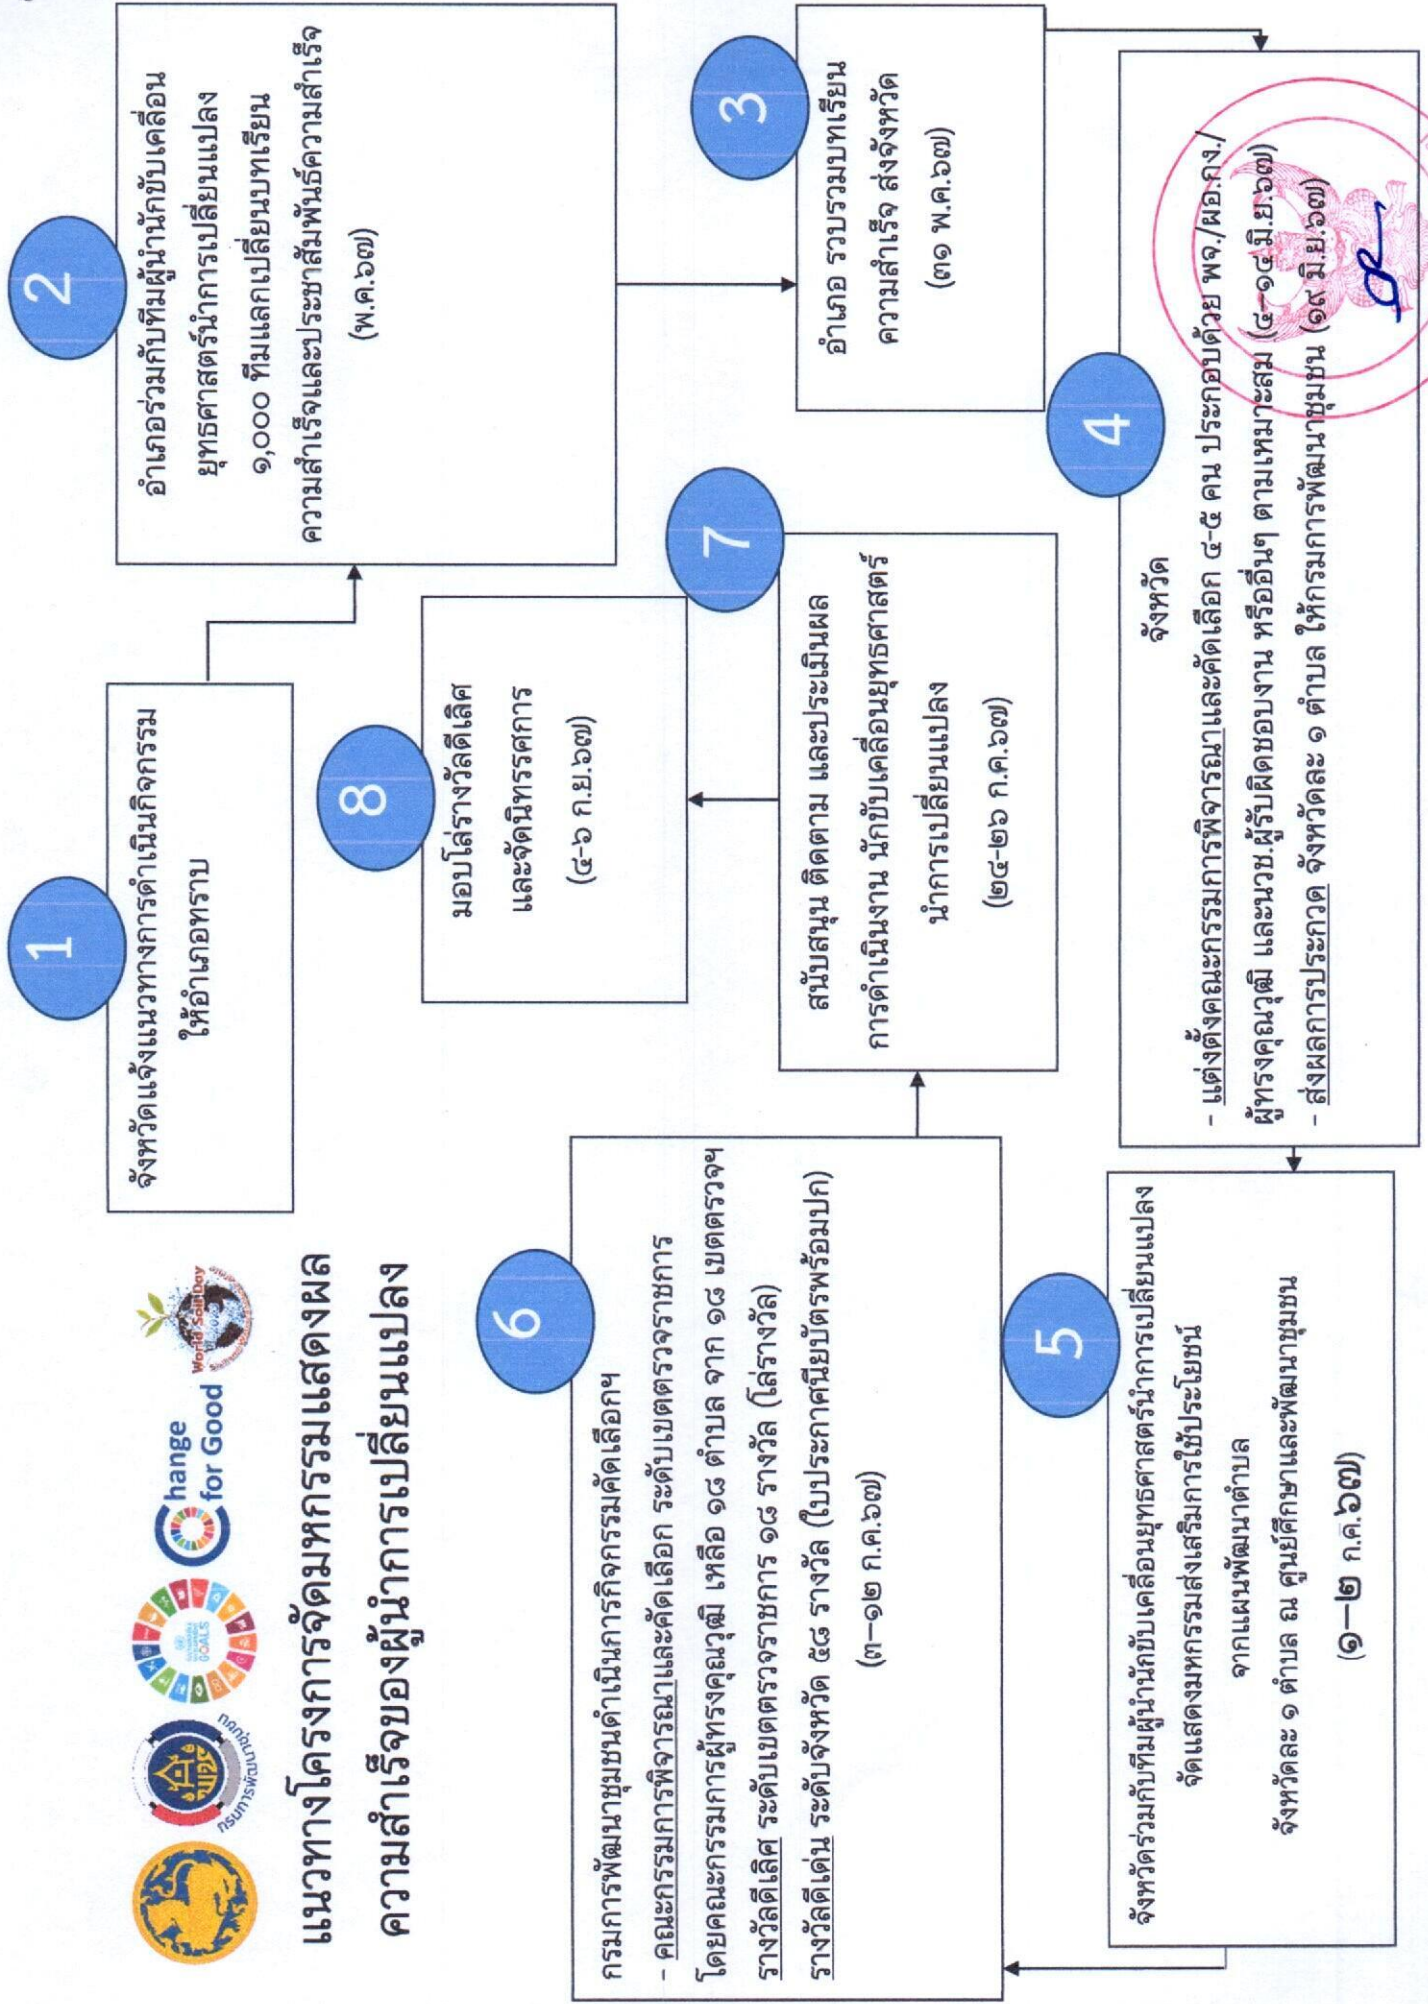 กรมการพัฒนาชุมชน
SUSTAINABLE DEVELOPMENT GOALS
Change for Good
World Soil Day
แนวทางโครงการจัดมหกรรมแสดงผล
ความสำเร็จของผู้นำการเปลี่ยนแปลง
1
จังหวัดแจ้งแนวทางการดำเนินกิจกรรม
ให้อำเภอทราบ
2
อำเภอร่วมกับทีมผู้นำนักขับเคลื่อน
ยุทธศาสตร์นำการเปลี่ยนแปลง
๑,๐๐๐ ทีมแลกเปลี่ยนบทเรียน
ความสำเร็จและประชาสัมพันธ์ความสำเร็จ
(พ.ค.๖๗)
3
อำเภอ รวบรวมบทเรียน
ความสำเร็จ ส่งจังหวัด
(๓๑ พ.ค.๖๗)
4
จังหวัด
- แต่งตั้งคณะกรรมการพิจารณาและคัดเลือก ๔-๕ คน ประกอบด้วย พจ./ผอ.กง./
ผู้ทรงคุณวุฒิ และนวช.ผู้รับผิดชอบงาน หรืออื่นๆ ตามเหมาะสม (๕–๑๔ มิ.ย.๖๗)
- ส่งผลการประกวด จังหวัดละ ๑ ตำบล ให้กรมการพัฒนาชุมชน (๑๙ มิ.ย.๖๗)
5
จังหวัดร่วมกับทีมผู้นำนักขับเคลื่อนยุทธศาสตร์นำการเปลี่ยนแปลง
จัดแสดงมหกรรมส่งเสริมการใช้ประโยชน์
จากแผนพัฒนาตำบล
จังหวัดละ ๑ ตำบล ณ ศูนย์ศึกษาและพัฒนาชุมชน
(๑–๒ ก.ค.๖๗)
6
กรมการพัฒนาชุมชนดำเนินการกิจกรรมคัดเลือกฯ
- คณะกรรมการพิจารณาและคัดเลือก ระดับเขตตรวจราชการ
โดยคณะกรรมการผู้ทรงคุณวุฒิ เหลือ ๑๘ ตำบล จาก ๑๘ เขตตรวจฯ
รางวัลดีเลิศ ระดับเขตตรวจราชการ ๑๘ รางวัล (โล่รางวัล)
รางวัลดีเด่น ระดับจังหวัด ๕๘ รางวัล (ใบประกาศนียบัตรพร้อมปก)
(๓–๑๒ ก.ค.๖๗)
7
สนับสนุน ติดตาม และประเมินผล
การดำเนินงาน นักขับเคลื่อนยุทธศาสตร์
นำการเปลี่ยนแปลง
(๒๔-๒๖ ก.ค.๖๗)
8
มอบโล่รางวัลดีเลิศ
และจัดนิทรรศการ
(๔-๖ ก.ย.๖๗)